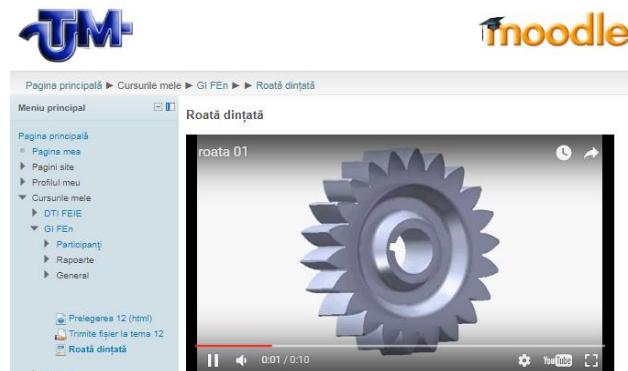 UTM
moodle
Pagina principală ► Cursurile mele ► GI FEn ► ► Roată dințată
Meniu principal
Pagina principală
Pagina mea
Pagini site
Profilul meu
Cursurile mele
DTI FEIE
GI FEn
Participanţi
Rapoarte
General
Prelegerea 12 (html)
Trimite fişier la tema 12
Roată dințată
Roată dințată
roata 01
0:01 / 0:10
YouTube